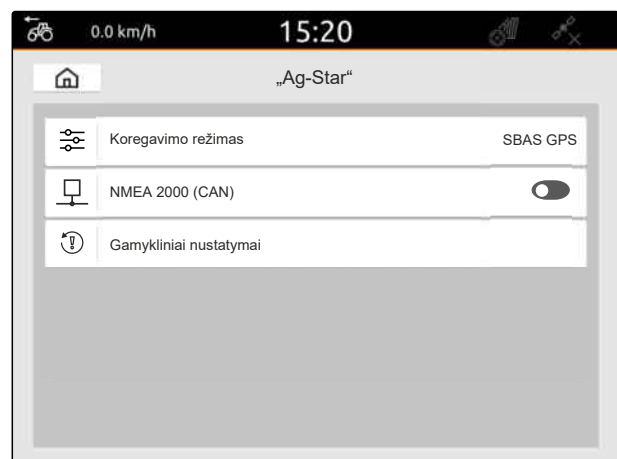 0.0 km/h 15:20
„Ag-Star“
Koregavimo režimas SBAS GPS
NMEA 2000 (CAN)
Gamykliniai nustatymai